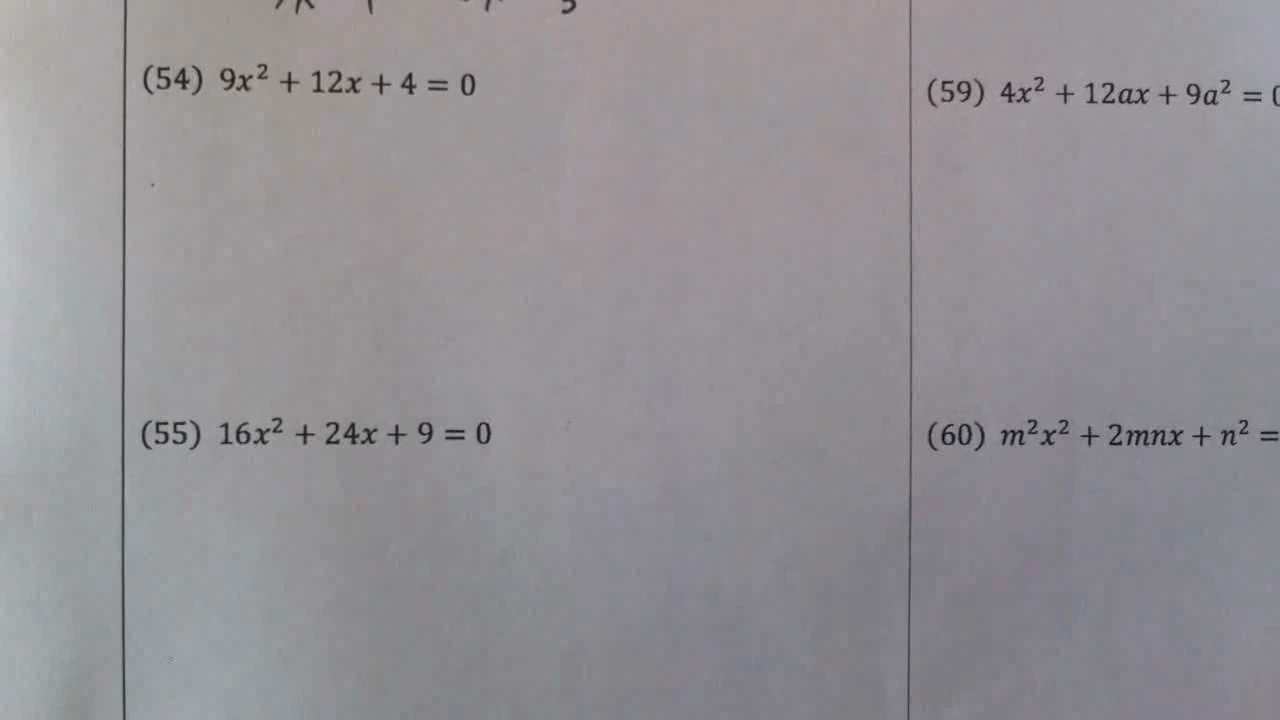 (54) 9x² + 12x + 4 = 0
(55) 16x² + 24x + 9 = 0
(59) 4x² + 12ax + 9a² =
(60) m²x² + 2mnx + n² =